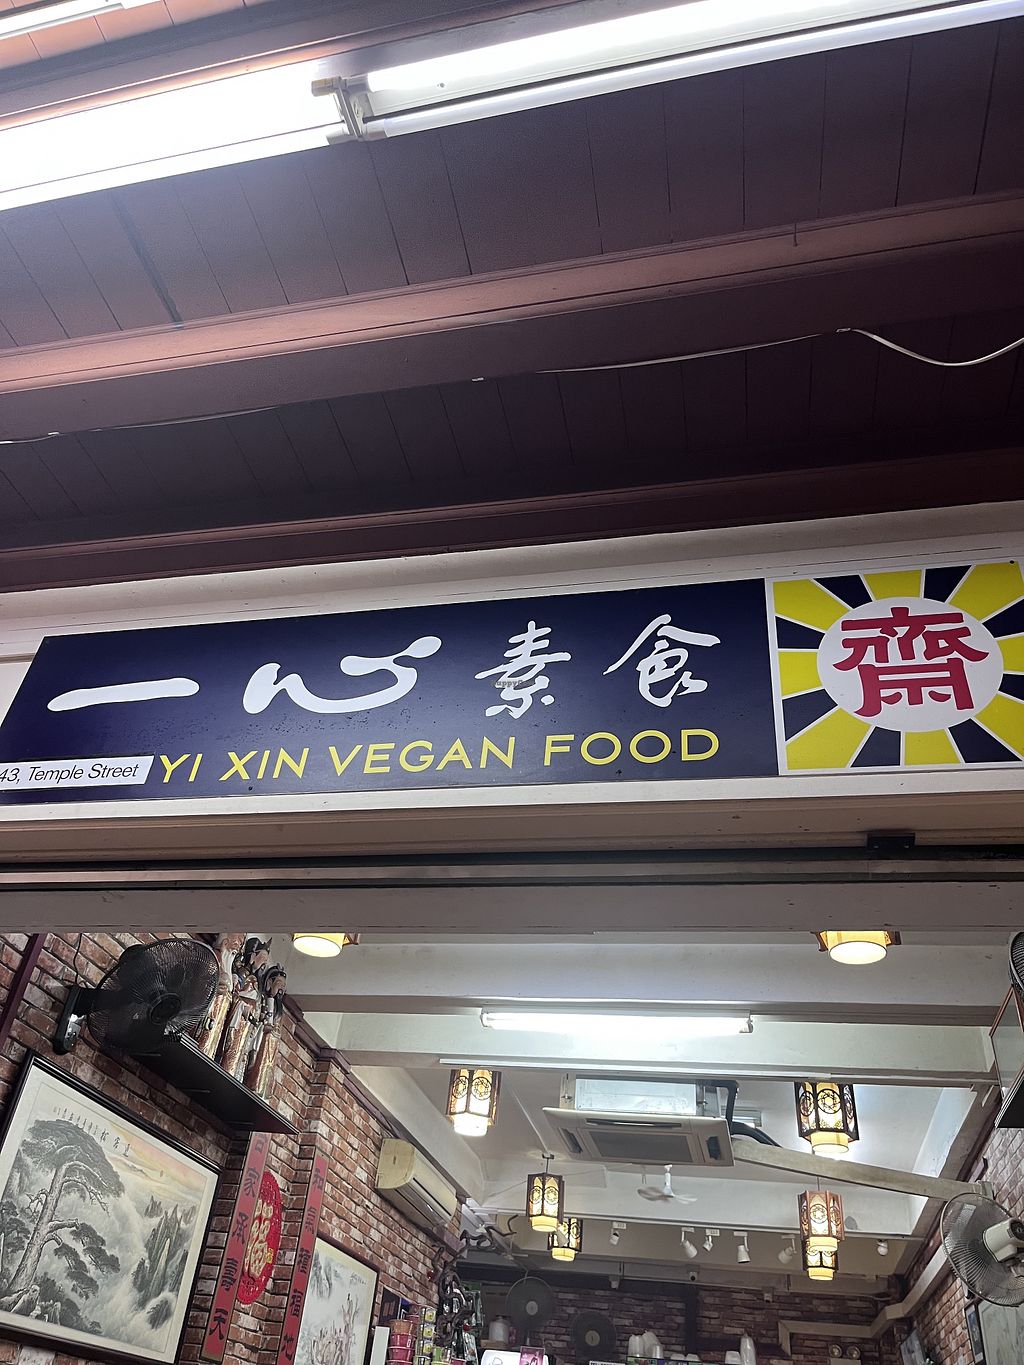 一心素食
齋
43, Temple Street
YI XIN VEGAN FOOD